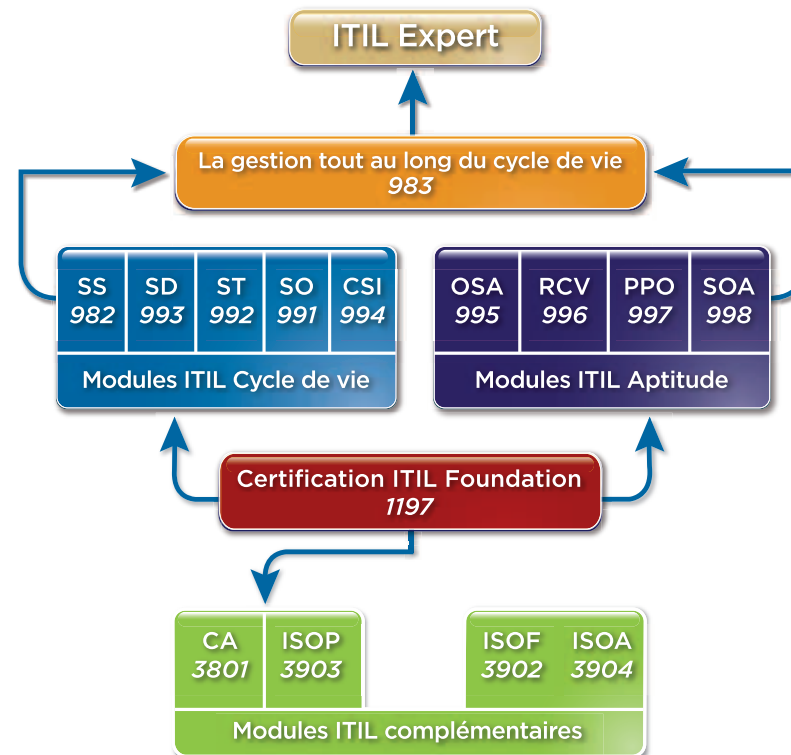 ITIL Expert
La gestion tout au long du cycle de vie
983
SS SD ST SO CSI
982 993 992 991 994
Modules ITIL Cycle de vie
OSA RCV PPO SOA
995 996 997 998
Modules ITIL Aptitude
Certification ITIL Foundation
1197
CA ISOP ISOF ISOA
3801 3903 3902 3904
Modules ITIL complémentaires